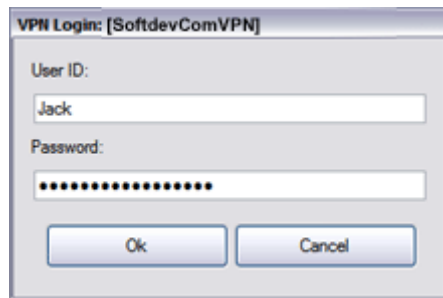 VPN Login: [SoftdevComVPN]
User ID:
Jack
Password:
●●●●●●●●●●●●●●●●●
Ok Cancel